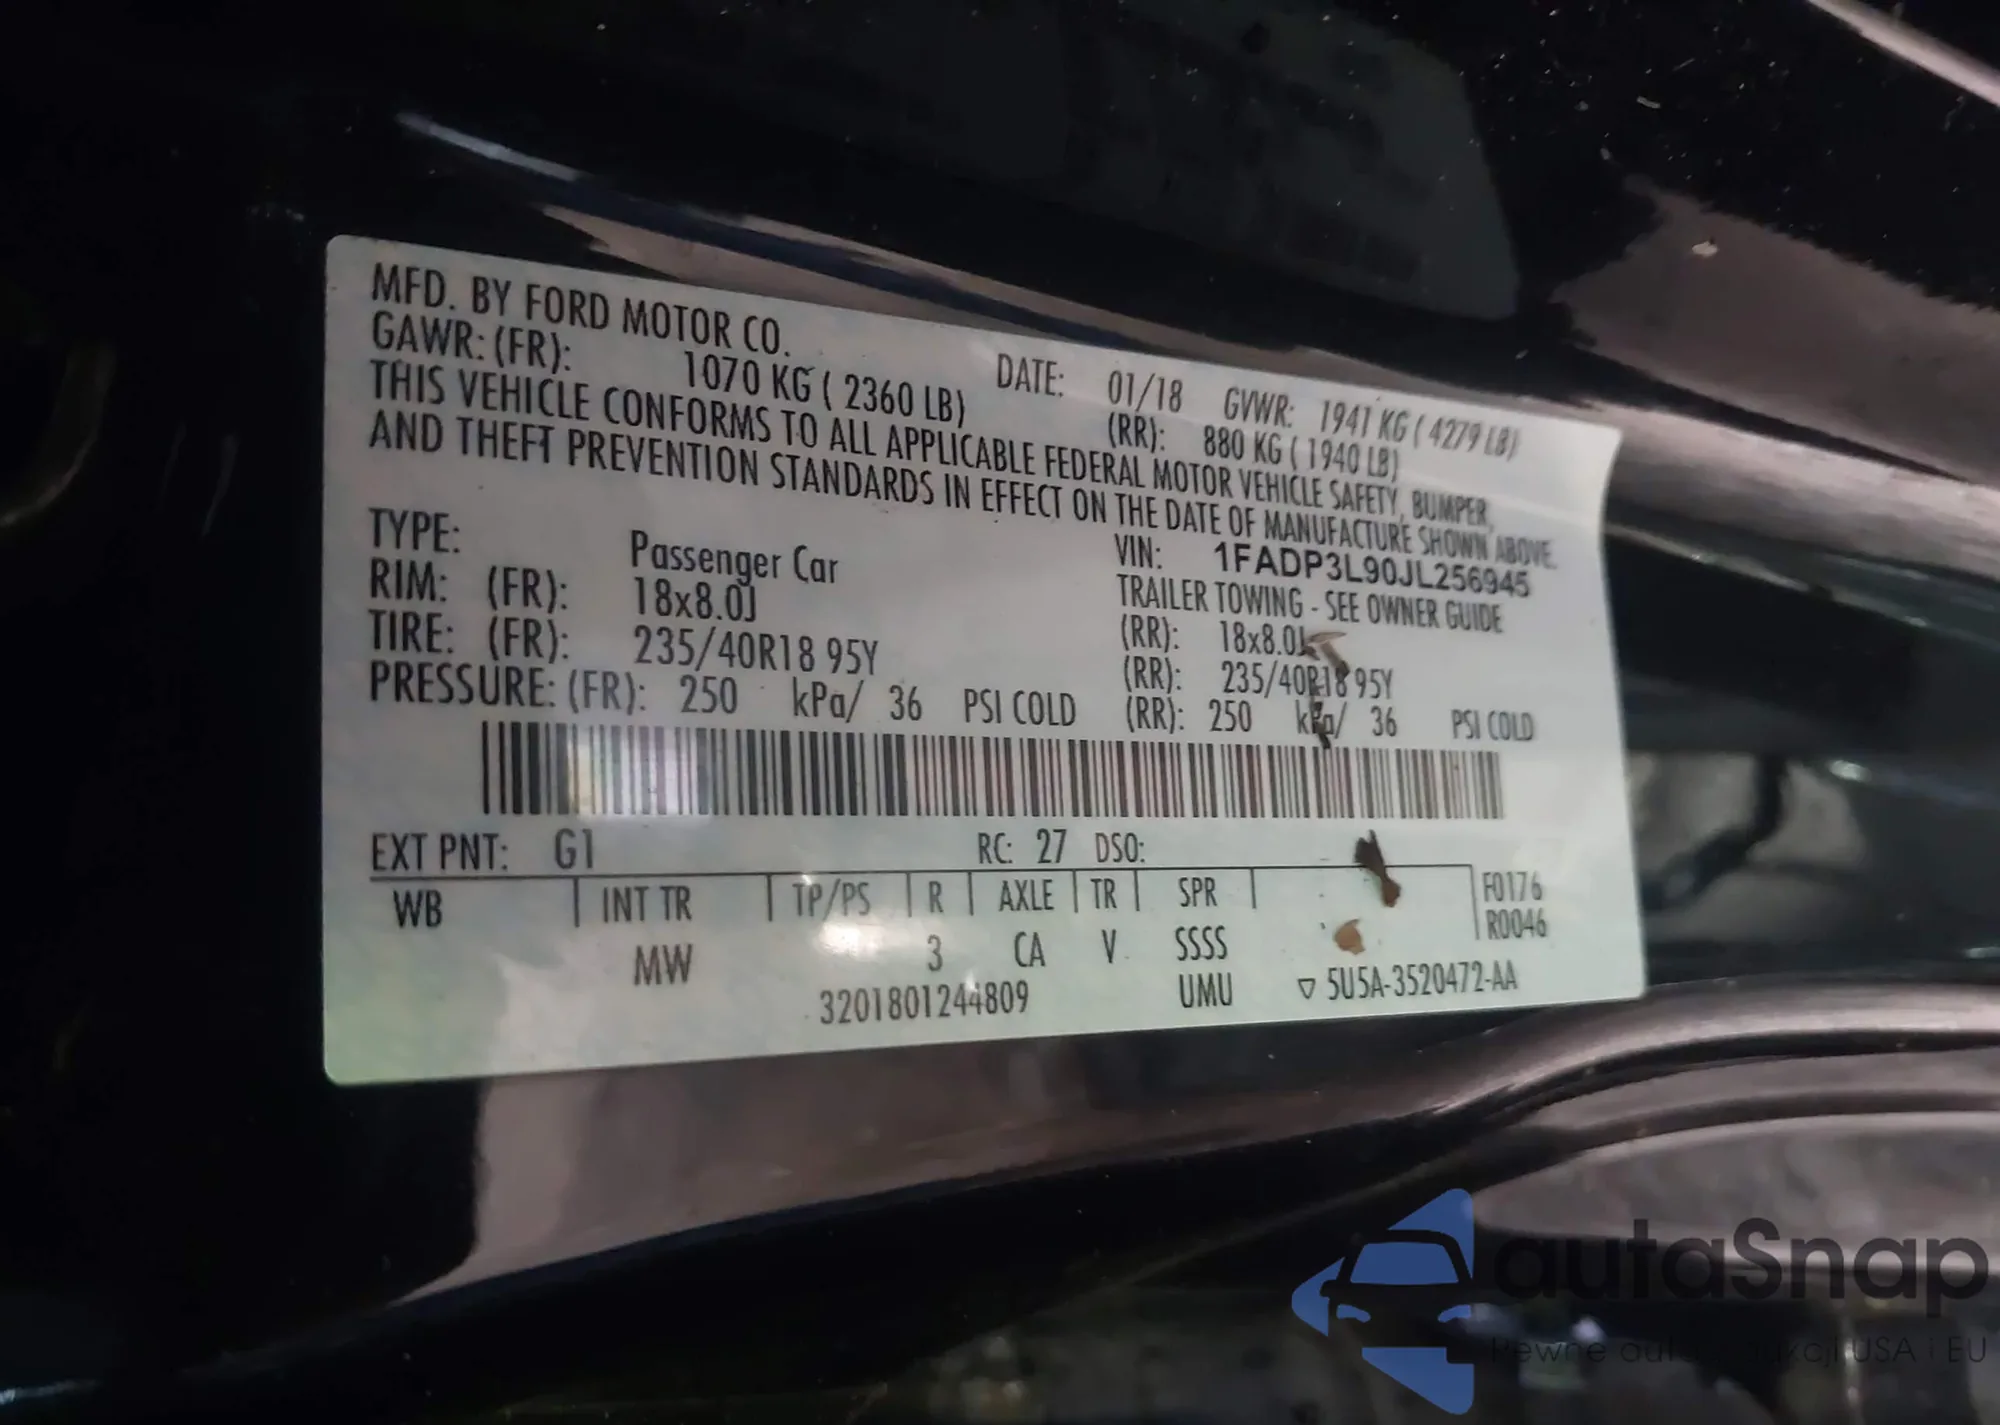 MFD. BY FORD MOTOR CO. DATE: 01/18 GVWR: 1941 KG ( 4279 LB)
GAWR: (FR): 1070 KG ( 2360 LB) (RR): 880 KG ( 1940 LB)
THIS VEHICLE CONFORMS TO ALL APPLICABLE FEDERAL MOTOR VEHICLE SAFETY, BUMPER,
AND THEFT PREVENTION STANDARDS IN EFFECT ON THE DATE OF MANUFACTURE SHOWN ABOVE.
VIN: 1FADP3L90JL256945
TYPE: Passenger Car TRAILER TOWING - SEE OWNER GUIDE
RIM: (FR): 18x8.0J (RR): 18x8.0J
TIRE: (FR): 235/40R18 95Y (RR): 235/40R18 95Y
PRESSURE: (FR): 250 kPa/ 36 PSI COLD (RR): 250 kPa/ 36 PSI COLD
EXT PNT: G1 RC: 27 DSO:
WB | INT TR | TP/PS | R | AXLE | TR | SPR | F0176
R0046
MW 3 CA V SSSS
3201801244809 UMU ▽ 5U5A-3520472-AA
autaSnap
Pewne auta USA i EU